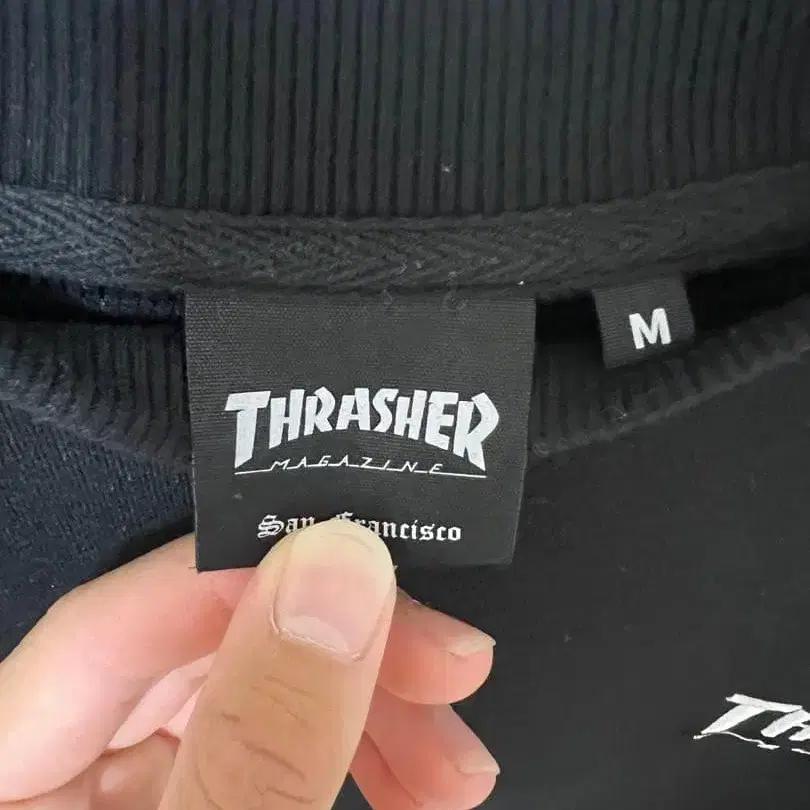 THRASHER
MAGAZINE
San Francisco
M